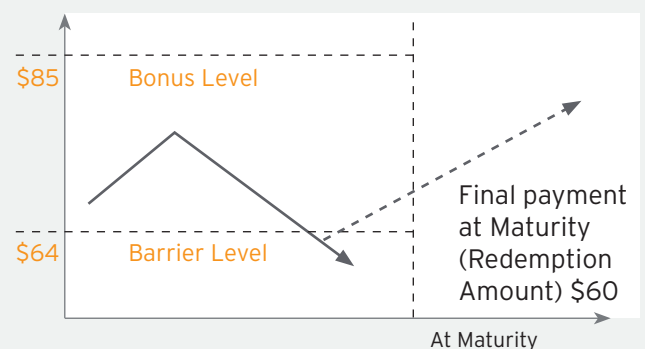 $85
Bonus Level
$64
Barrier Level
Final payment
at Maturity
(Redemption
Amount) $60
At Maturity